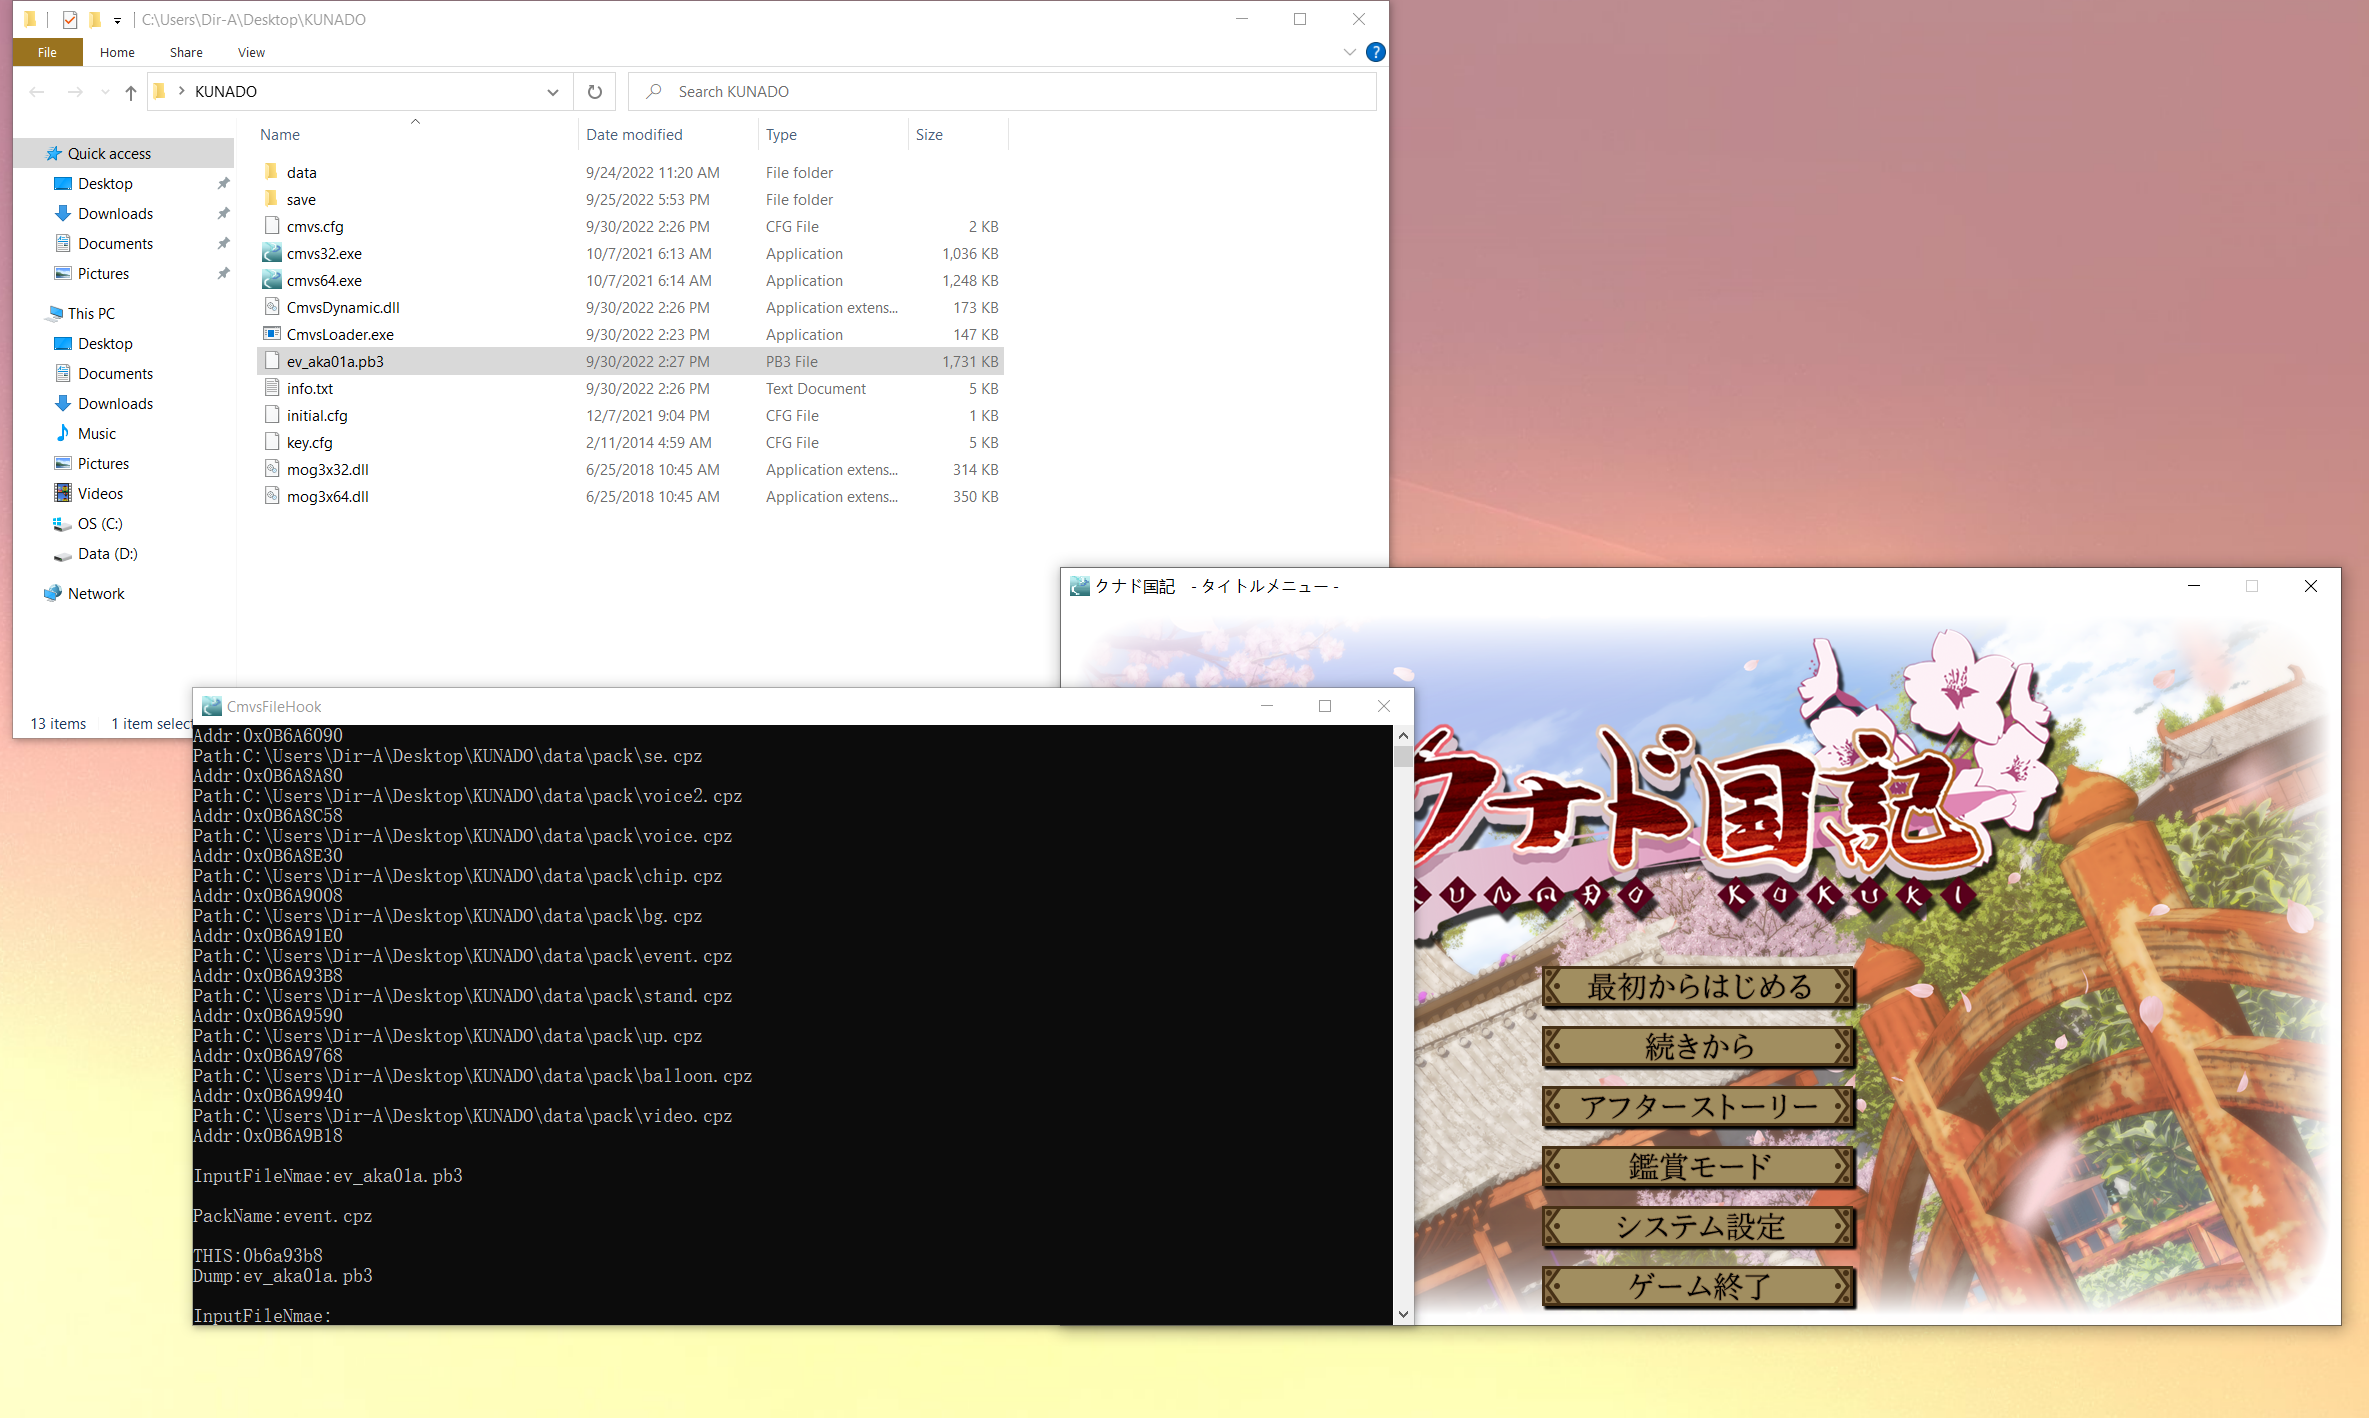 C:\Users\Dir-A\Desktop\KUNADO
File Home Share View
KUNADO
Search KUNADO
Name Date modified Type Size
Quick access
Desktop
Downloads
Documents
Pictures
This PC
Desktop
Documents
Downloads
Music
Pictures
Videos
OS (C:)
Data (D:)
Network
data 9/24/2022 11:20 AM File folder
save 9/25/2022 5:53 PM File folder
cmvs.cfg 9/30/2022 2:26 PM CFG File 2 KB
cmvs32.exe 10/7/2021 6:13 AM Application 1,036 KB
cmvs64.exe 10/7/2021 6:14 AM Application 1,248 KB
CmvsDynamic.dll 9/30/2022 2:26 PM Application extens... 173 KB
CmvsLoader.exe 9/30/2022 2:23 PM Application 147 KB
ev_aka01a.pb3 9/30/2022 2:27 PM PB3 File 1,731 KB
info.txt 9/30/2022 2:26 PM Text Document 5 KB
initial.cfg 12/7/2021 9:04 PM CFG File 1 KB
key.cfg 2/11/2014 4:59 AM CFG File 5 KB
mog3x32.dll 6/25/2018 10:45 AM Application extens... 314 KB
mog3x64.dll 6/25/2018 10:45 AM Application extens... 350 KB
13 items 1 item select
CmvsFileHook
Addr:0x0B6A6090
Path:C:\Users\Dir-A\Desktop\KUNADO\data\pack\se.cpz
Addr:0x0B6A8A80
Path:C:\Users\Dir-A\Desktop\KUNADO\data\pack\voice2.cpz
Addr:0x0B6A8C58
Path:C:\Users\Dir-A\Desktop\KUNADO\data\pack\voice.cpz
Addr:0x0B6A8E30
Path:C:\Users\Dir-A\Desktop\KUNADO\data\pack\chip.cpz
Addr:0x0B6A9008
Path:C:\Users\Dir-A\Desktop\KUNADO\data\pack\bg.cpz
Addr:0x0B6A91E0
Path:C:\Users\Dir-A\Desktop\KUNADO\data\pack\event.cpz
Addr:0x0B6A93B8
Path:C:\Users\Dir-A\Desktop\KUNADO\data\pack\stand.cpz
Addr:0x0B6A9590
Path:C:\Users\Dir-A\Desktop\KUNADO\data\pack\up.cpz
Addr:0x0B6A9768
Path:C:\Users\Dir-A\Desktop\KUNADO\data\pack\balloon.cpz
Addr:0x0B6A9940
Path:C:\Users\Dir-A\Desktop\KUNADO\data\pack\video.cpz
Addr:0x0B6A9B18
InputFileNmae:ev_aka01a.pb3
PackName:event.cpz
THIS:0b6a93b8
Dump:ev_aka01a.pb3
InputFileNmae:
クナド国記 - タイトルメニュー -
クナド国記
KUNADO KOKUKI
最初からはじめる
続きから
アフターストーリー
鑑賞モード
システム設定
ゲーム終了